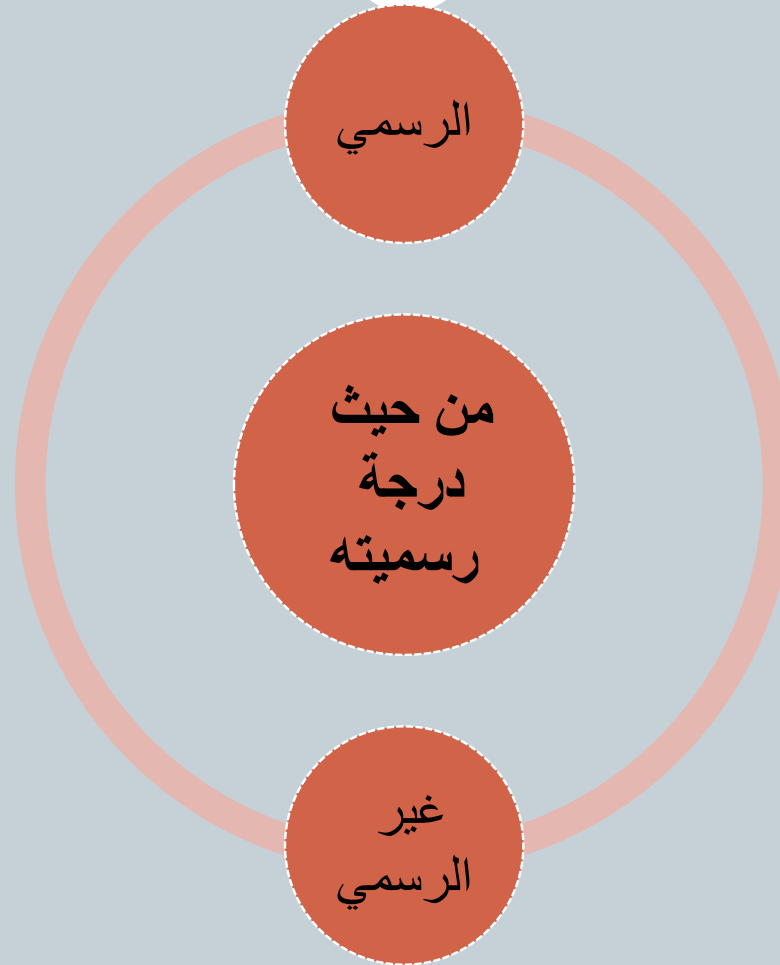 الرسمي
من حيث
درجة
رسميته
غير
الرسمي